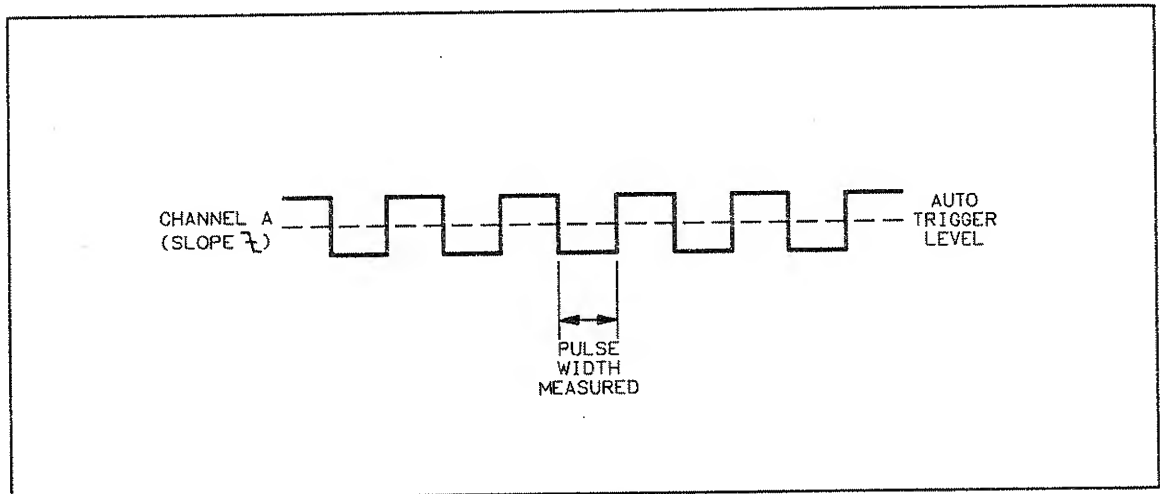 CHANNEL A
(SLOPE )
AUTO
TRIGGER
LEVEL
PULSE
WIDTH
MEASURED